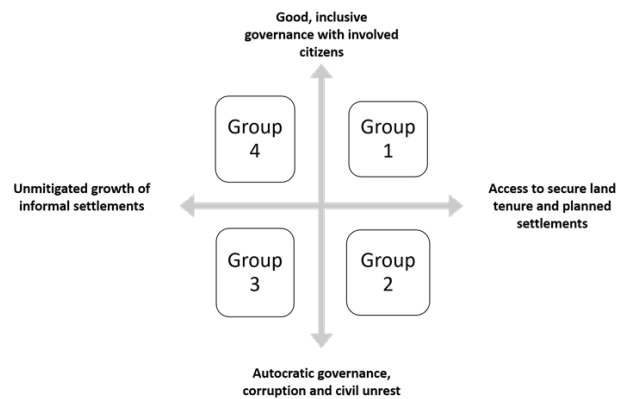 Good, inclusive
governance with involved
citizens
Group
4
Group
1
Unmitigated growth of
informal settlements
Access to secure land
tenure and planned
settlements
Group
3
Group
2
Autocratic governance,
corruption and civil unrest